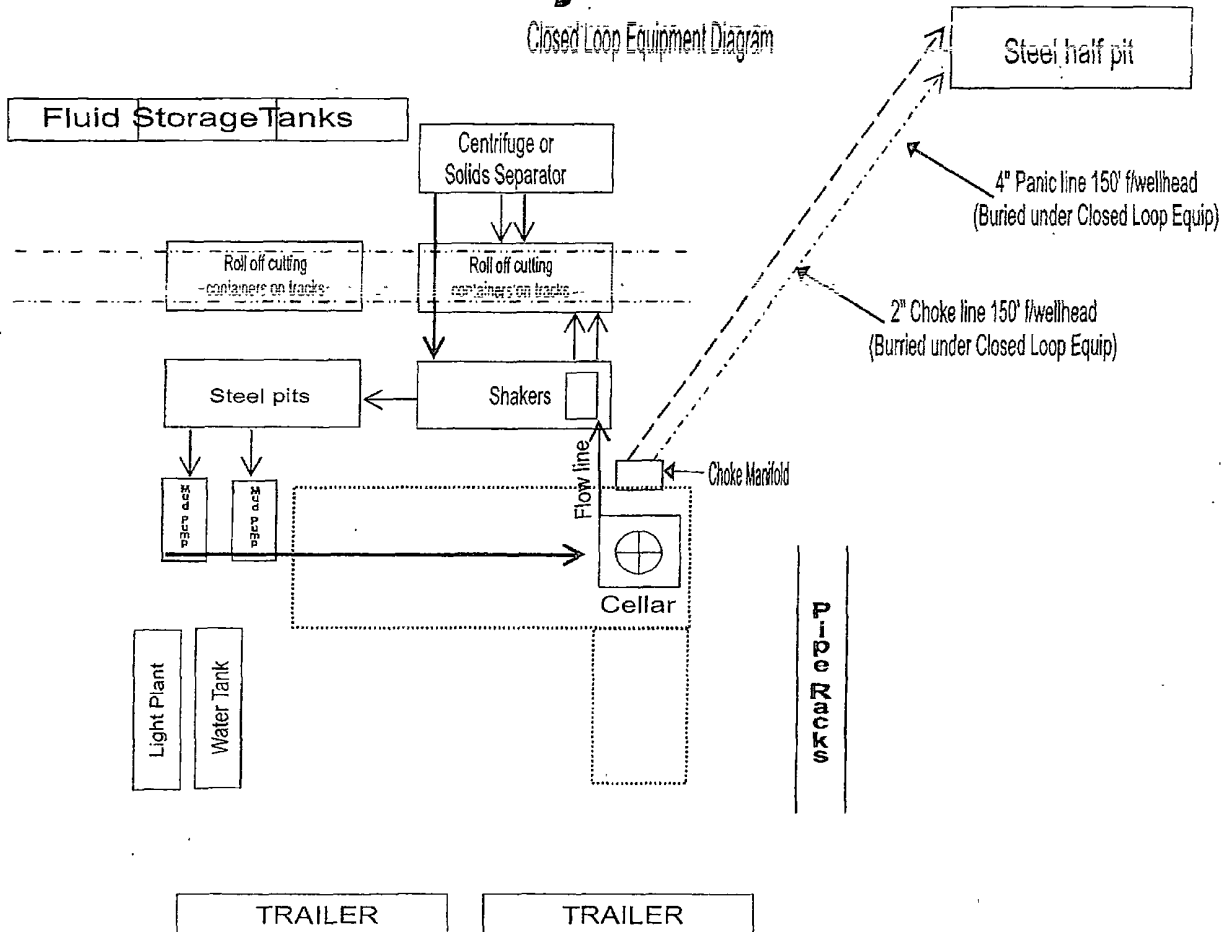 Closed Loop Equipment Diagram
Steel half pit
Fluid StorageTanks
Centrifuge or
Solids Separator
4" Panic line 150' f/wellhead
(Buried under Closed Loop Equip)
Roll off cutting
containers on tracks
Roll off cutting
containers on tracks
2" Choke line 150' f/wellhead
(Burried under Closed Loop Equip)
Steel pits
Shakers
Flow line
Choke Manifold
Mud Pump
Mud Pump
Cellar
Pipe Racks
Light Plant
Water Tank
TRAILER
TRAILER